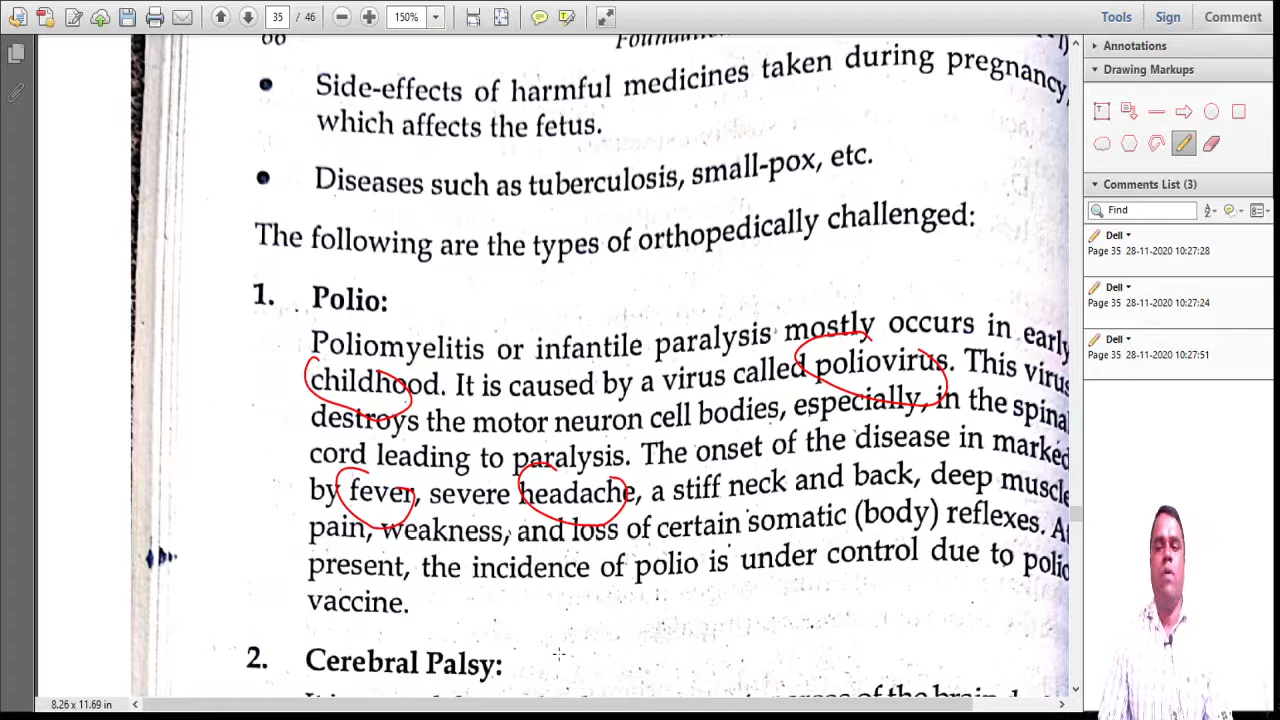 35 / 46
150%
Tools
Sign
Comment
66
Side-effects of harmful medicines taken during pregnancy,
which affects the fetus.
Diseases such as tuberculosis, small-pox, etc.
The following are the types of orthopedically challenged:
1. Polio:
Poliomyelitis or infantile paralysis mostly occurs in early
childhood. It is caused by a virus called poliovirus. This virus
destroys the motor neuron cell bodies, especially, in the spinal
cord leading to paralysis. The onset of the disease in marked
by fever, severe headache, a stiff neck and back, deep muscle
pain, weakness, and loss of certain somatic (body) reflexes. At
present, the incidence of polio is under control due to polio
vaccine.
2. Cerebral Palsy:
8.26 x 11.69 in
Annotations
Drawing Markups
Comments List (3)
Find
Dell
Page 35 28-11-2020 10:27:28
Dell
Page 35 28-11-2020 10:27:24
Dell
Page 35 28-11-2020 10:27:51